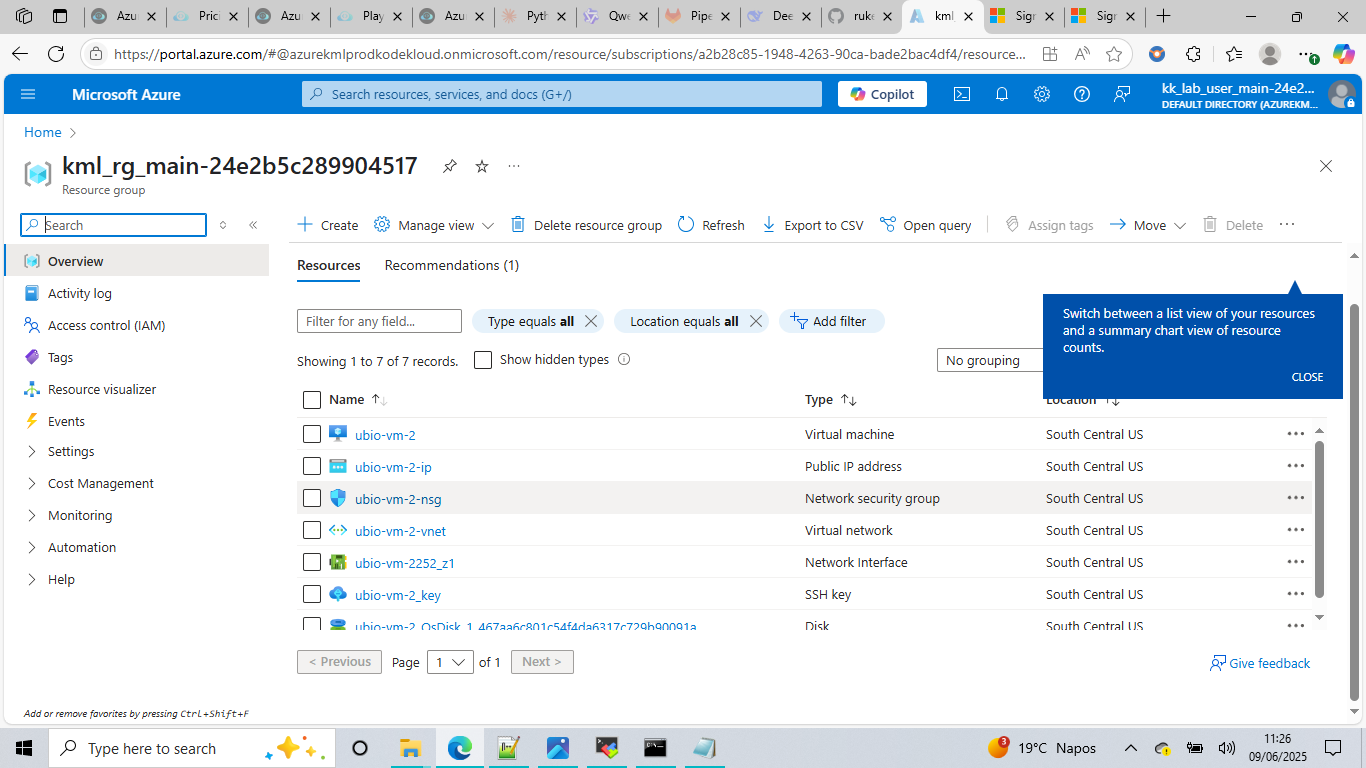 Azu
Prici
Azu
Play
Azu
Pyth
Qwe
Pipe
Dee
ruke
kml
Sign
Sign
https://portal.azure.com/#@azurekmlprodkodekloud.onmicrosoft.com/resource/subscriptions/a2b28c85-1948-4263-90ca-bade2bac4df4/resource...
Microsoft Azure
Search resources, services, and docs (G+/)
Copilot
kk_lab_user_main-24e2...
DEFAULT DIRECTORY (AZUREKM...
Home
kml_rg_main-24e2b5c289904517
Resource group
Search
Create
Manage view
Delete resource group
Refresh
Export to CSV
Open query
Assign tags
Move
Delete
Overview
Activity log
Access control (IAM)
Tags
Resource visualizer
Events
Settings
Cost Management
Monitoring
Automation
Help
Resources
Recommendations (1)
Filter for any field...
Type equals all
Location equals all
Add filter
Showing 1 to 7 of 7 records.
Show hidden types
No grouping
Switch between a list view of your resources
and a summary chart view of resource
counts.
CLOSE
Name
Type
Location
ubio-vm-2 Virtual machine South Central US
ubio-vm-2-ip Public IP address South Central US
ubio-vm-2-nsg Network security group South Central US
ubio-vm-2-vnet Virtual network South Central US
ubio-vm-2252_z1 Network Interface South Central US
ubio-vm-2_key SSH key South Central US
ubio-vm-2_OsDisk_1_467aa6c801c54f4da6317c729b90091a Disk South Central US
< Previous
Page
1
of 1
Next >
Give feedback
Add or remove favorites by pressing Ctrl+Shift+F
Type here to search
3
19°C Napos
11:26
09/06/2025